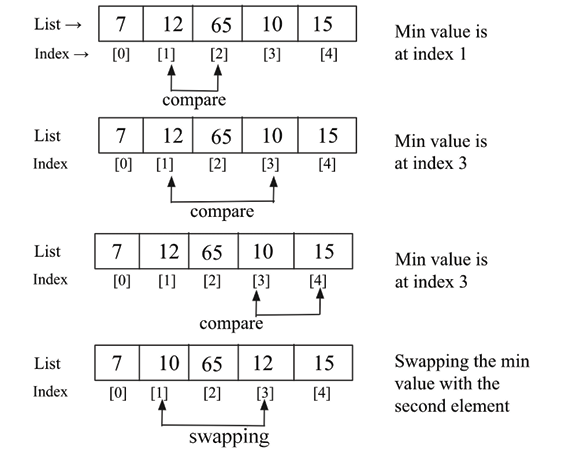 List → 7 12 65 10 15
Index → [0] [1] [2] [3] [4]
compare
Min value is
at index 1
List 7 12 65 10 15
Index [0] [1] [2] [3] [4]
compare
Min value is
at index 3
List 7 12 65 10 15
Index [0] [1] [2] [3] [4]
compare
Min value is
at index 3
List 7 10 65 12 15
Index [0] [1] [2] [3] [4]
swapping
Swapping the min
value with the
second element